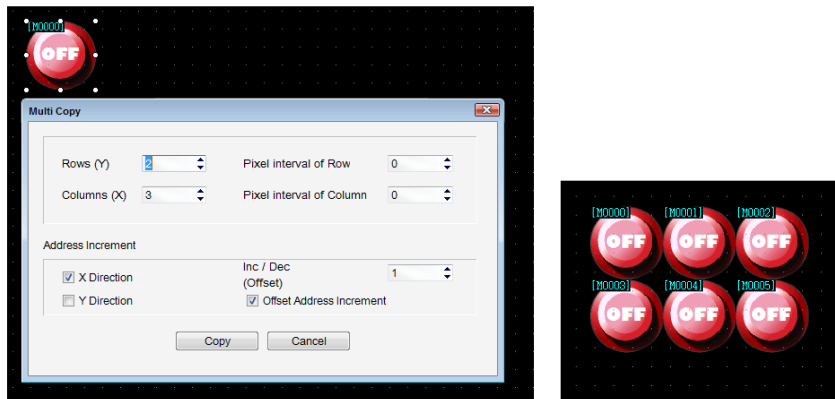 [M0000]
OFF
Multi Copy
Rows (Y) 2 Pixel interval of Row 0
Columns (X) 3 Pixel interval of Column 0
Address Increment
X Direction Inc / Dec (Offset) 1
Y Direction Offset Address Increment
Copy Cancel
[M0000] [M0001] [M0002]
OFF OFF OFF
[M0003] [M0004] [M0005]
OFF OFF OFF